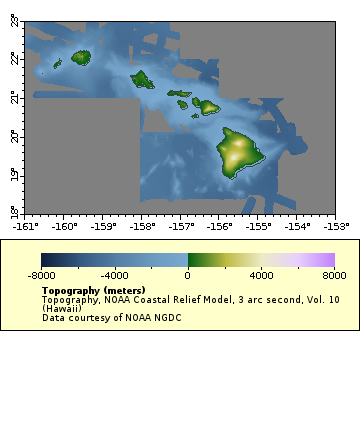 23°
22°
21°
20°
19°
18°
-161° -160° -159° -158° -157° -156° -155° -154° -153°
-8000 -4000 0 4000 8000
Topography (meters)
Topography, NOAA Coastal Relief Model, 3 arc second, Vol. 10
(Hawaii)
Data courtesy of NOAA NGDC